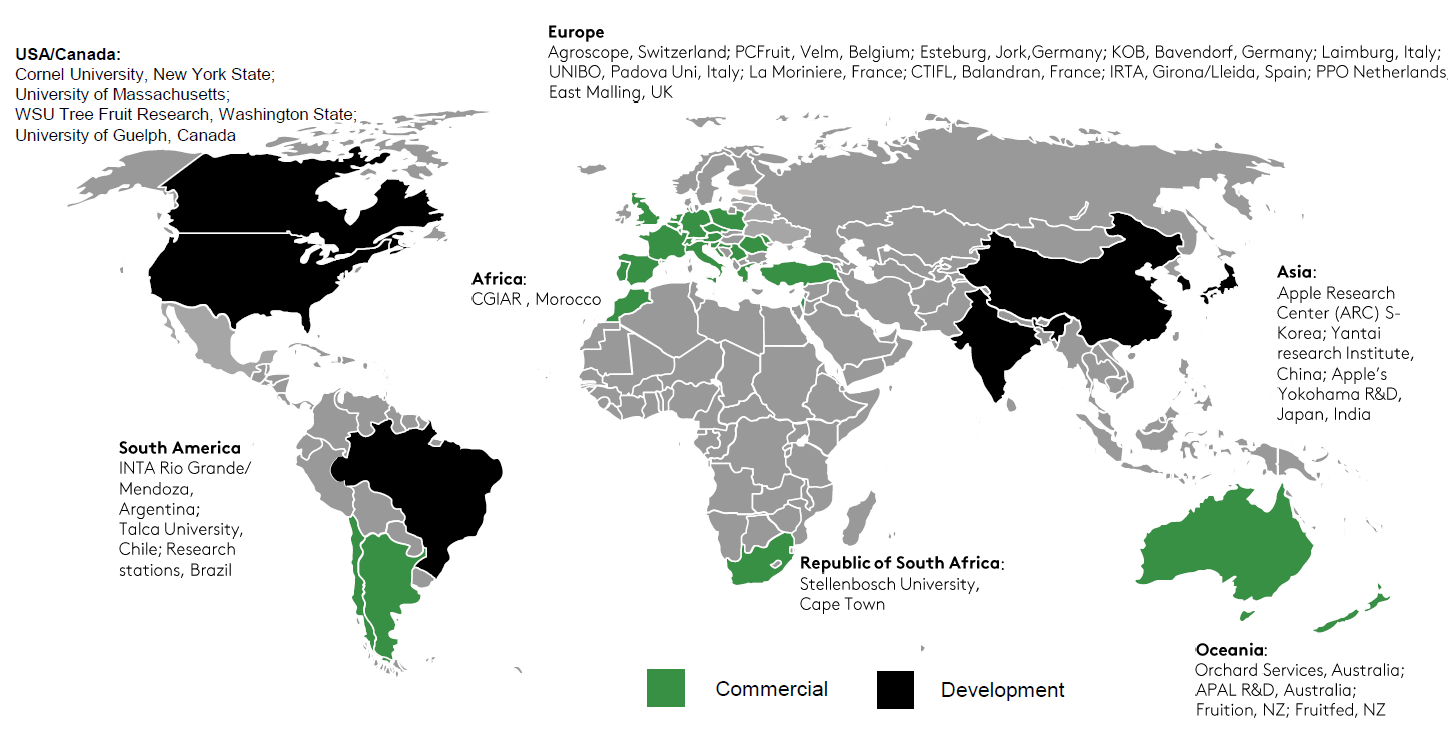 USA/Canada:
Cornel University, New York State;
University of Massachusetts;
WSU Tree Fruit Research, Washington State;
University of Guelph, Canada
Europe
Agroscope, Switzerland; PCFruit, Velm, Belgium; Esteburg, Jork,Germany; KOB, Bavendorf, Germany; Laimburg, Italy;
UNIBO, Padova Uni, Italy; La Moriniere, France; CTIFL, Balandran, France; IRTA, Girona/Lleida, Spain; PPO Netherlands,
East Malling, UK
Africa:
CGIAR , Morocco
Asia:
Apple Research
Center (ARC) S-
Korea; Yantai
research Institute,
China; Apple's
Yokohama R&D,
Japan, India
South America
INTA Rio Grande/
Mendoza,
Argentina;
Talca University,
Chile; Research
stations, Brazil
Republic of South Africa:
Stellenbosch University,
Cape Town
Oceania:
Orchard Services, Australia;
APAL R&D, Australia;
Fruition, NZ; Fruitfed, NZ
Commercial
Development